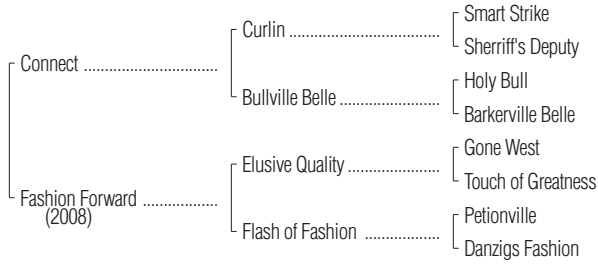 Smart Strike
Curlin ..............................
Sherriff's Deputy
Connect ...........................
Holy Bull
Bullville Belle ....................
Barkerville Belle
Gone West
Elusive Quality ..................
Touch of Greatness
Fashion Forward ...............
(2008)
Petionville
Flash of Fashion ...............
Danzigs Fashion